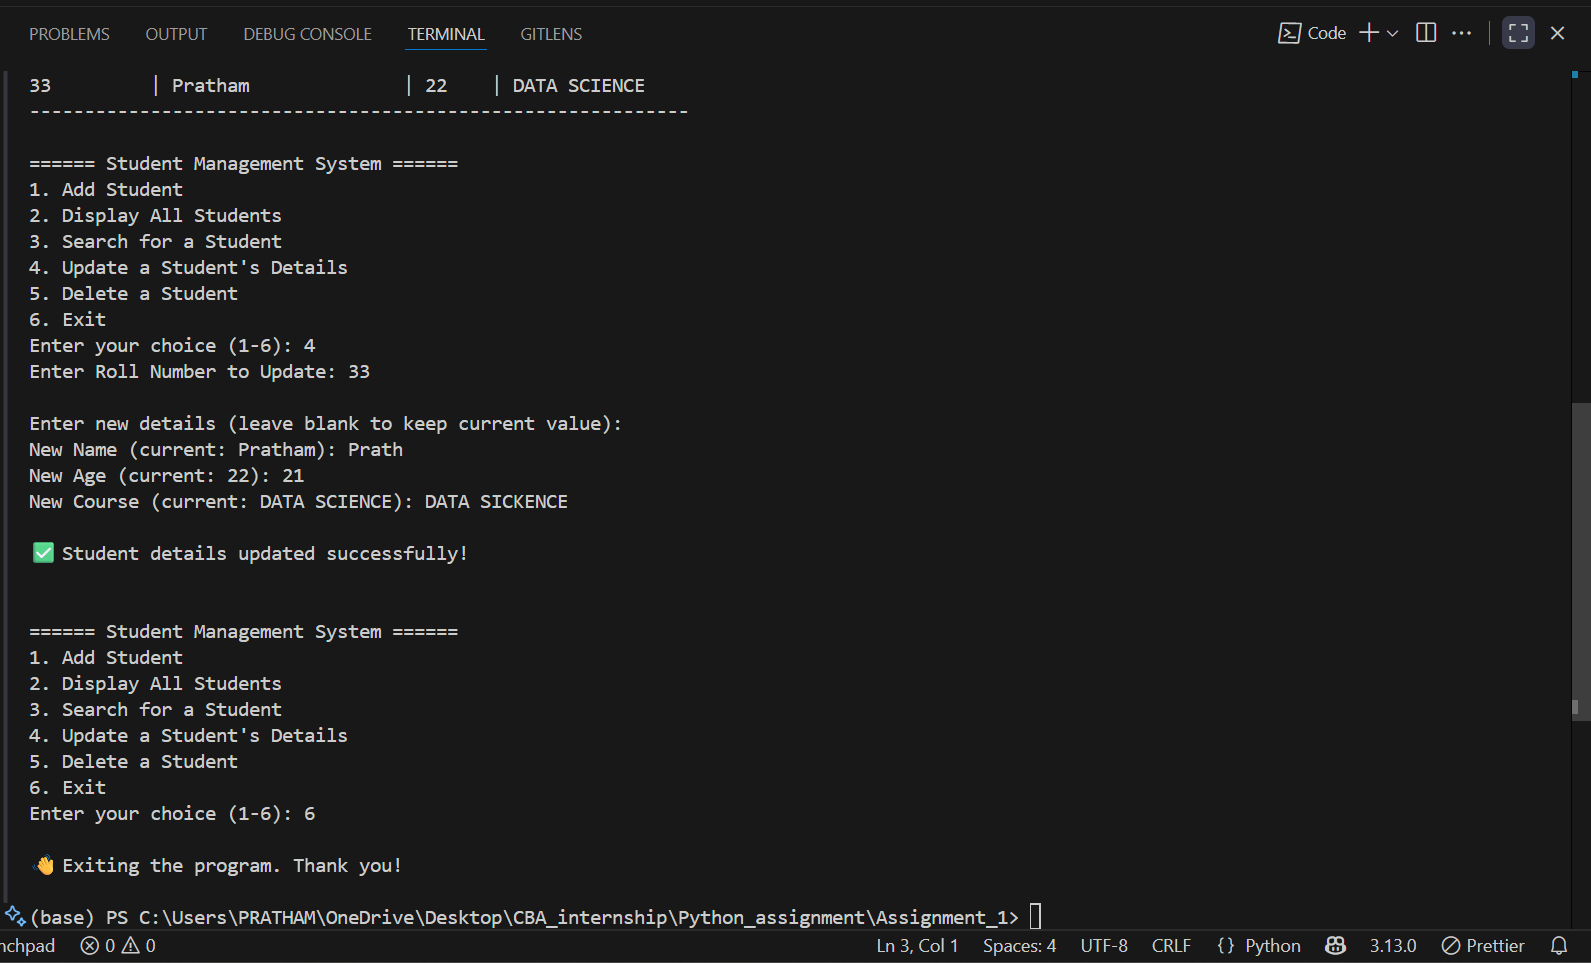 PROBLEMS OUTPUT DEBUG CONSOLE TERMINAL GITLENS Code
33 | Pratham | 22 | DATA SCIENCE
------------------------------------------------------------
====== Student Management System ======
1. Add Student
2. Display All Students
3. Search for a Student
4. Update a Student's Details
5. Delete a Student
6. Exit
Enter your choice (1-6): 4
Enter Roll Number to Update: 33
Enter new details (leave blank to keep current value):
New Name (current: Pratham): Prath
New Age (current: 22): 21
New Course (current: DATA SCIENCE): DATA SICKENCE
✅ Student details updated successfully!
====== Student Management System ======
1. Add Student
2. Display All Students
3. Search for a Student
4. Update a Student's Details
5. Delete a Student
6. Exit
Enter your choice (1-6): 6
👋 Exiting the program. Thank you!
(base) PS C:\Users\PRATHAM\OneDrive\Desktop\CBA_internship\Python_assignment\Assignment_1>
nchpad 0 0 Ln 3, Col 1 Spaces: 4 UTF-8 CRLF {} Python 3.13.0 Prettier